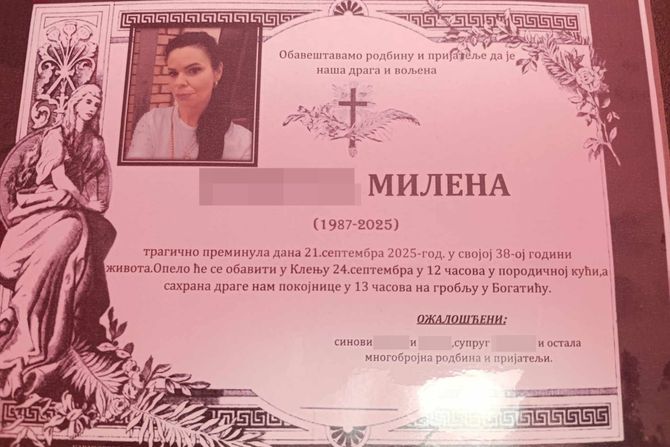 Обавештавамо родбину и пријатеље да је
наша драга и вољена
МИЛЕНА
(1987-2025)
трагично преминула дана 21.септембра 2025-год. у својој 38-ој години
живота.Опело ће се обавити у Клењу 24.септембра у 12 часова у породичној кући,а
сахрана драге нам покојнице у 13 часова на гробљу у Богатићу.
ОЖАЛОШЋЕНИ:
синови и ,супруг и остала
многобројна родбина и пријатељи.